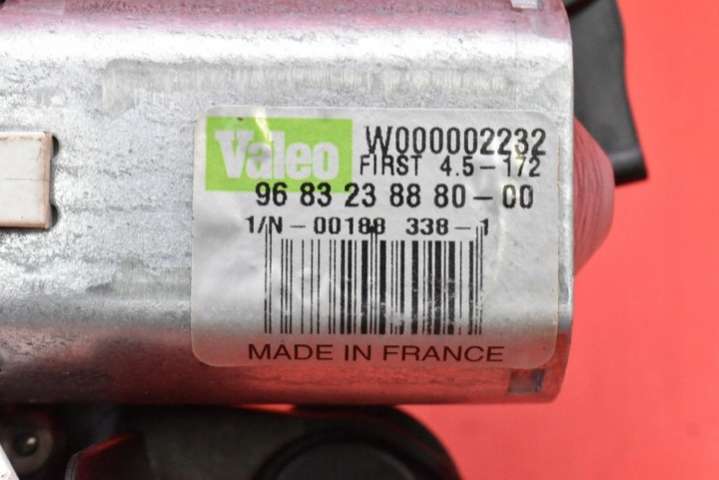 Valeo W000002232
FIRST 4.5-172
96 83 23 88 80-00
1/N-00188 338-1
MADE IN FRANCE